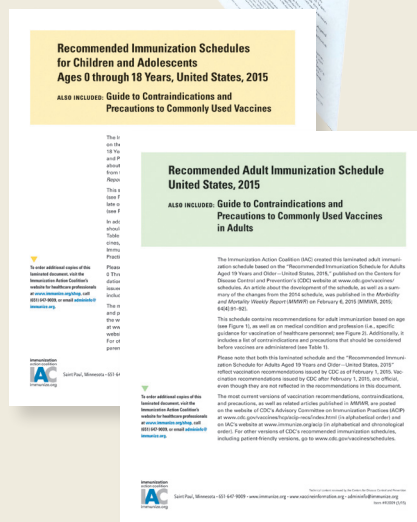 Recommended Immunization Schedules
for Children and Adolescents
Ages 0 through 18 Years, United States, 2015
ALSO INCLUDED: Guide to Contraindications and
Precautions to Commonly Used Vaccines
To order additional copies of this
laminated document, visit the
Immunization Action Coalition's
website for healthcare professionals
at www.immunize.org/shop, call
(651) 647-9009, or email admininfo@
immunize.org.
immunization
action coalition
IAC
immunize.org
Saint Paul, Minnesota • 651-64
Recommended Adult Immunization Schedule
United States, 2015
ALSO INCLUDED: Guide to Contraindications and
Precautions to Commonly Used Vaccines
in Adults
The Immunization Action Coalition (IAC) created this laminated adult immuni-
zation schedule based on the "Recommended Immunization Schedule for Adults
Aged 19 Years and Older—United States, 2015," published on the Centers for
Disease Control and Prevention's (CDC) website at www.cdc.gov/vaccines/
schedules. An article about the development of the schedule, as well as a sum-
mary of the changes from the 2014 schedule, was published in the Morbidity
and Mortality Weekly Report (MMWR) on February 6, 2015 (MMWR, 2015;
64[4]:91–92).
This schedule contains recommendations for adult immunization based on age
(see Figure 1), as well as on medical condition and profession (i.e., specific
guidance for vaccination of healthcare personnel; see Figure 2). Additionally, it
includes a list of contraindications and precautions that should be considered
before vaccines are administered (see Table 1).
Please note that both this laminated schedule and the "Recommended Immuni-
zation Schedule for Adults Aged 19 Years and Older—United States, 2015"
reflect vaccination recommendations issued by CDC as of February 1, 2015. Vac-
cination recommendations issued by CDC after February 1, 2015, are official,
even though they are not reflected in the recommendations in this document.
The most current versions of vaccination recommendations, contraindications,
and precautions, as well as related articles published in MMWR, are posted
on the website of CDC's Advisory Committee on Immunization Practices (ACIP)
at www.cdc.gov/vaccines/hcp/acip-recs/index.html (in alphabetical order) and
on IAC's website at www.immunize.org/acip (in alphabetical and chronological
order). For other versions of CDC's recommended immunization schedules,
including patient-friendly versions, go to www.cdc.gov/vaccines/schedules.
To order additional copies of this
laminated document, visit the
Immunization Action Coalition's
website for healthcare professionals
at www.immunize.org/shop, call
(651) 647-9009, or email admininfo@
immunize.org.
immunization
action coalition
IAC
immunize.org
Saint Paul, Minnesota • 651-647-9009 • www.immunize.org • www.vaccineinformation.org • admininfo@immunize.org